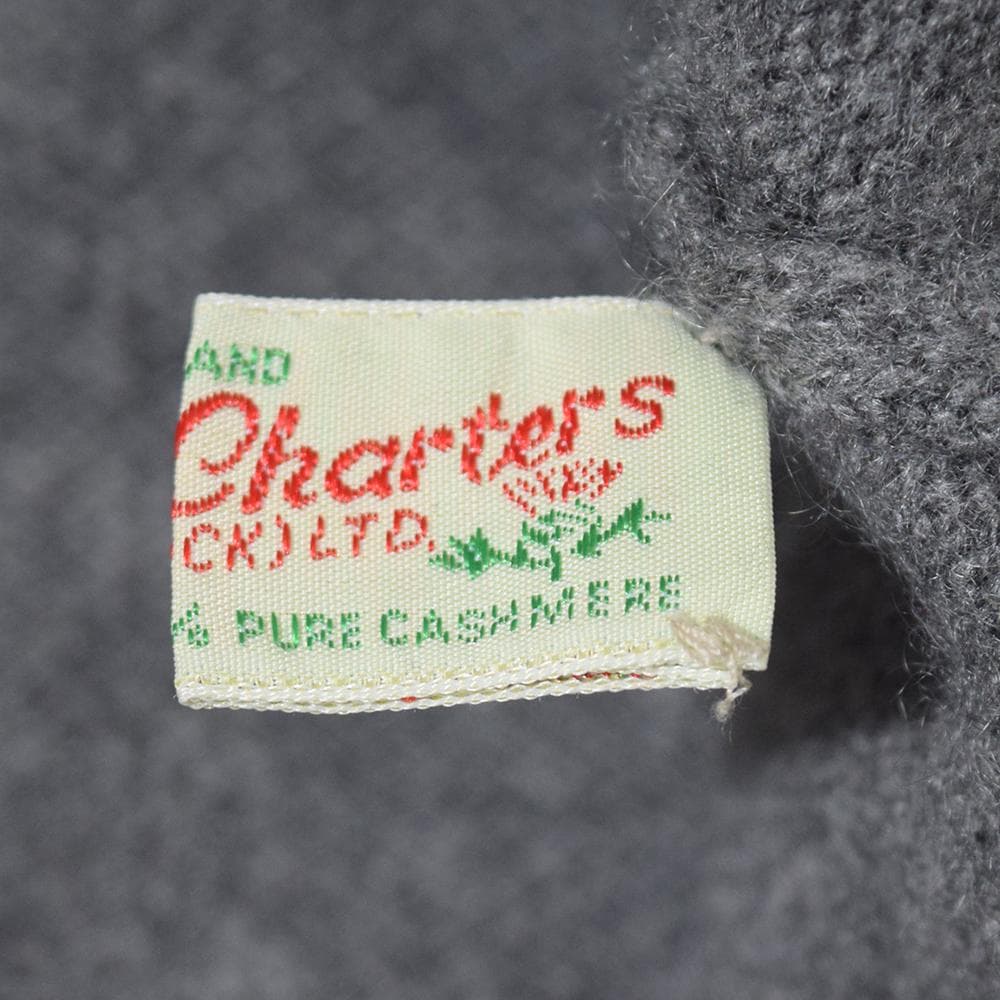 AND
Charters
CK) LTD.
% PURE CASHMERE